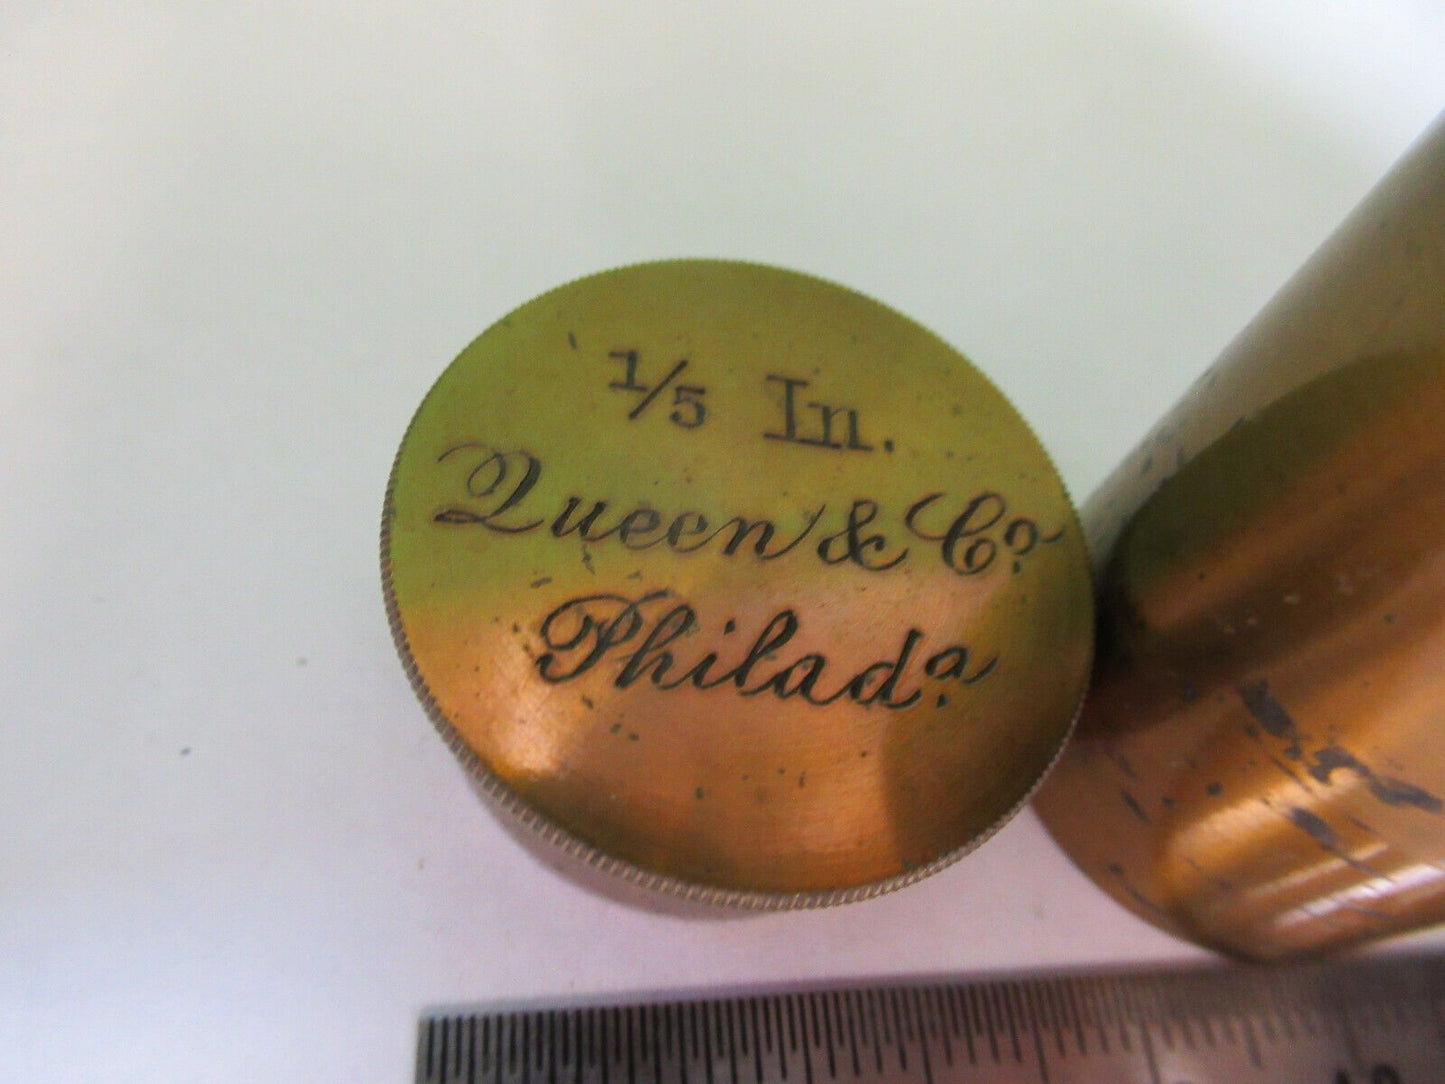 1/5 In.
Queen & Co.
Philada.